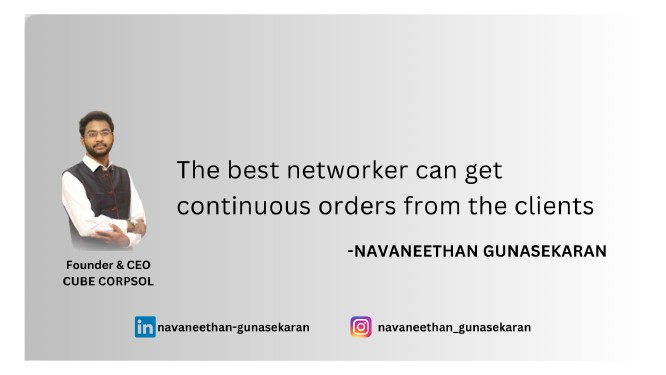 The best networker can get
continuous orders from the clients
-NAVANEETHAN GUNASEKARAN
Founder & CEO
CUBE CORPSOL
in navaneethan-gunasekaran
navaneethan_gunasekaran